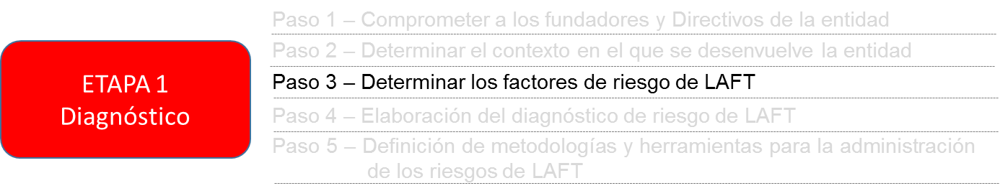 ETAPA 1
Diagnóstico
Paso 1 – Comprometer a los fundadores y Directivos de la entidad
Paso 2 – Determinar el contexto en el que se desenvuelve la entidad
Paso 3 – Determinar los factores de riesgo de LAFT
Paso 4 – Elaboración del diagnóstico de riesgo de LAFT
Paso 5 – Definición de metodologías y herramientas para la administración
de los riesgos de LAFT